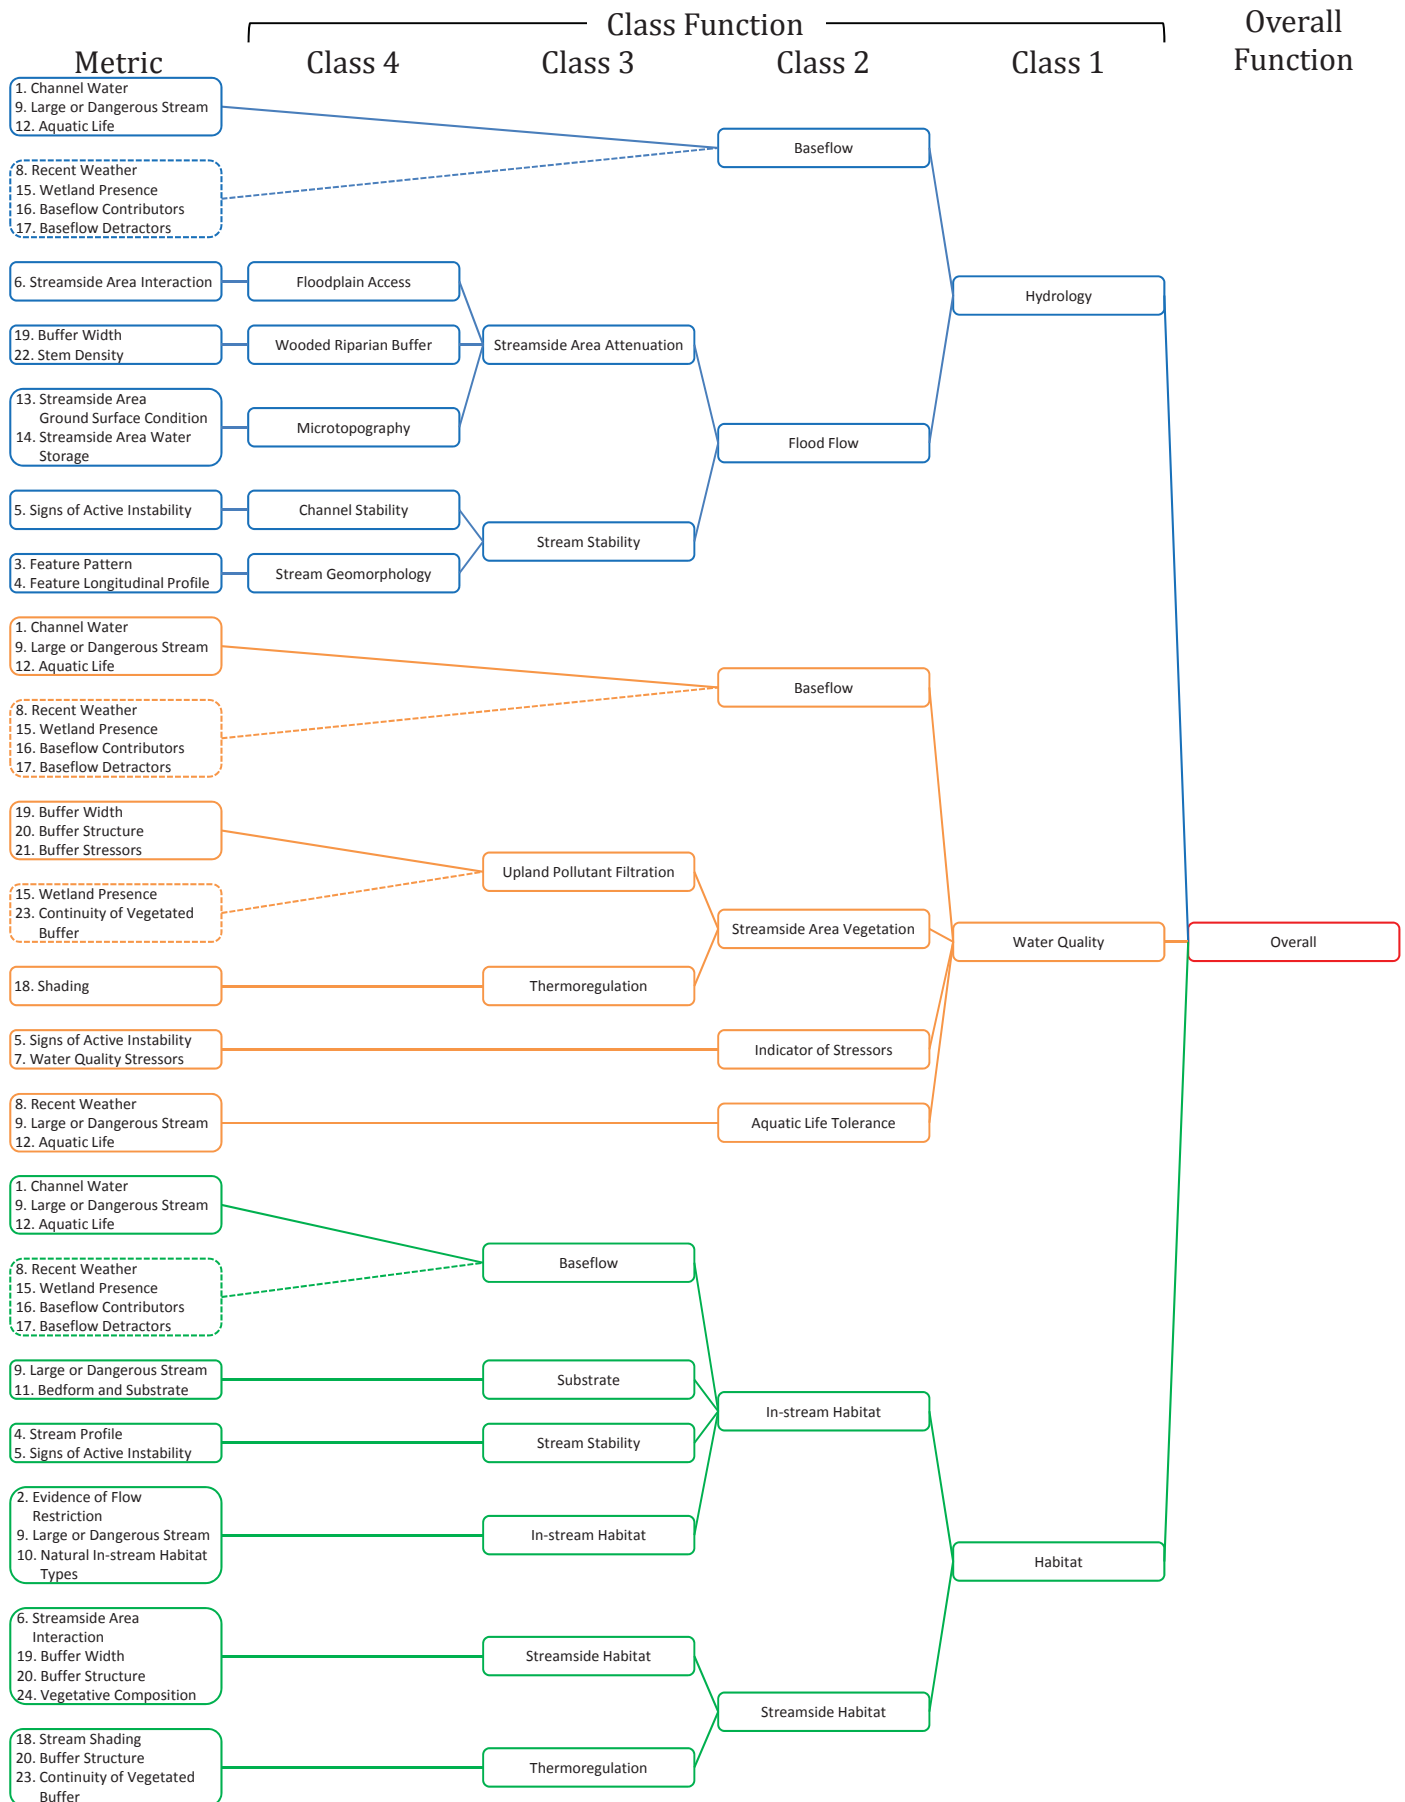 Class Function
Overall
Function
Metric
Class 4
Class 3
Class 2
Class 1
1. Channel Water
9. Large or Dangerous Stream
12. Aquatic Life
Baseflow
8. Recent Weather
15. Wetland Presence
16. Baseflow Contributors
17. Baseflow Detractors
6. Streamside Area Interaction
Floodplain Access
Hydrology
19. Buffer Width
22. Stem Density
Wooded Riparian Buffer
Streamside Area Attenuation
13. Streamside Area
Ground Surface Condition
14. Streamside Area Water
Storage
Microtopography
Flood Flow
5. Signs of Active Instability
Channel Stability
Stream Stability
3. Feature Pattern
4. Feature Longitudinal Profile
Stream Geomorphology
1. Channel Water
9. Large or Dangerous Stream
12. Aquatic Life
Baseflow
8. Recent Weather
15. Wetland Presence
16. Baseflow Contributors
17. Baseflow Detractors
19. Buffer Width
20. Buffer Structure
21. Buffer Stressors
Upland Pollutant Filtration
15. Wetland Presence
23. Continuity of Vegetated
Buffer
Streamside Area Vegetation
Water Quality
Overall
18. Shading
Thermoregulation
5. Signs of Active Instability
7. Water Quality Stressors
Indicator of Stressors
8. Recent Weather
9. Large or Dangerous Stream
12. Aquatic Life
Aquatic Life Tolerance
1. Channel Water
9. Large or Dangerous Stream
12. Aquatic Life
Baseflow
8. Recent Weather
15. Wetland Presence
16. Baseflow Contributors
17. Baseflow Detractors
9. Large or Dangerous Stream
11. Bedform and Substrate
Substrate
In-stream Habitat
4. Stream Profile
5. Signs of Active Instability
Stream Stability
2. Evidence of Flow
Restriction
9. Large or Dangerous Stream
10. Natural In-stream Habitat
Types
In-stream Habitat
Habitat
6. Streamside Area
Interaction
19. Buffer Width
20. Buffer Structure
24. Vegetative Composition
Streamside Habitat
Streamside Habitat
18. Stream Shading
20. Buffer Structure
23. Continuity of Vegetated
Buffer
Thermoregulation